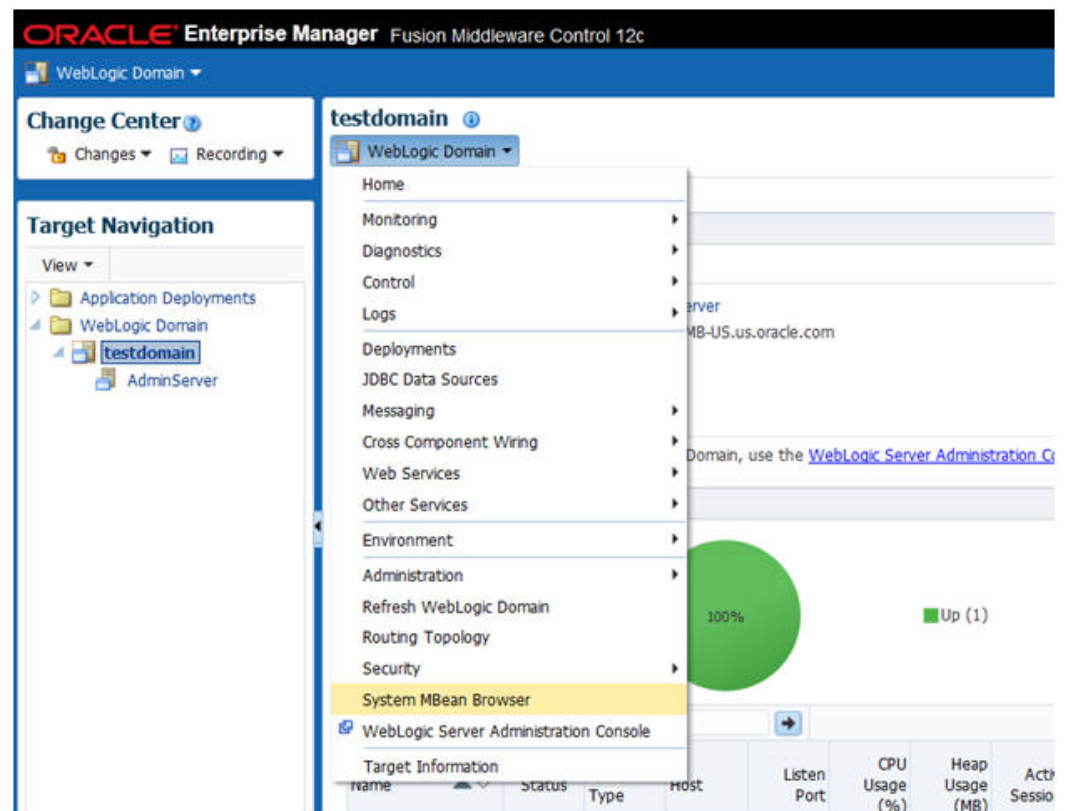 ORACLE Enterprise Manager Fusion Middleware Control 12c
WebLogic Domain
Change Center
Changes Recording
Target Navigation
View
Application Deployments
WebLogic Domain
testdomain
AdminServer
testdomain
WebLogic Domain
Home
Monitoring
Diagnostics
Control
Logs
Deployments
JDBC Data Sources
Messaging
Cross Component Wiring
Web Services
Other Services
Environment
Administration
Refresh WebLogic Domain
Routing Topology
Security
System MBean Browser
WebLogic Server Administration Console
Target Information
erver
MB-US.us.oracle.com
Domain, use the WebLogic Server Administration Co
100%
Up (1)
Name
Status
Type
Host
Listen
Port
CPU
Usage
(%)
Heap
Usage
(MB)
Activ
Sessio